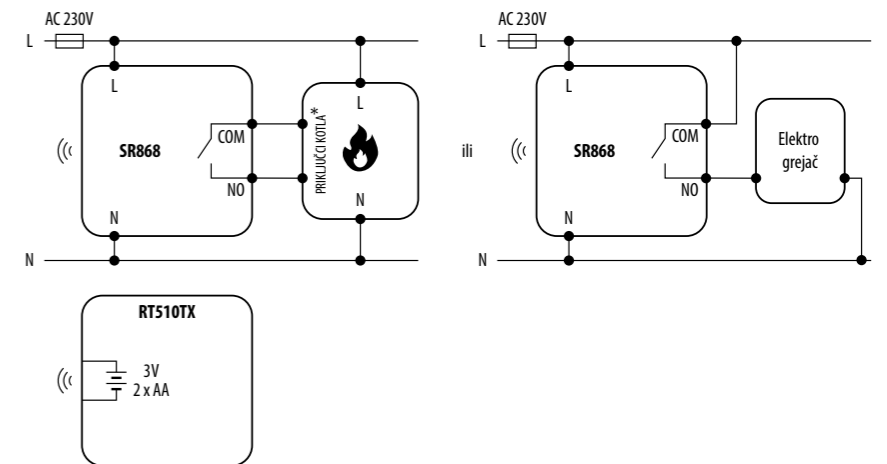 AC 230V
L
L
SR868
COM
NO
N
N
PRIKLJUČCI KOTLA*
L
N
ili
AC 230V
L
L
SR868
COM
NO
N
N
Elektro
grejač
RT510TX
3V
2 x AA